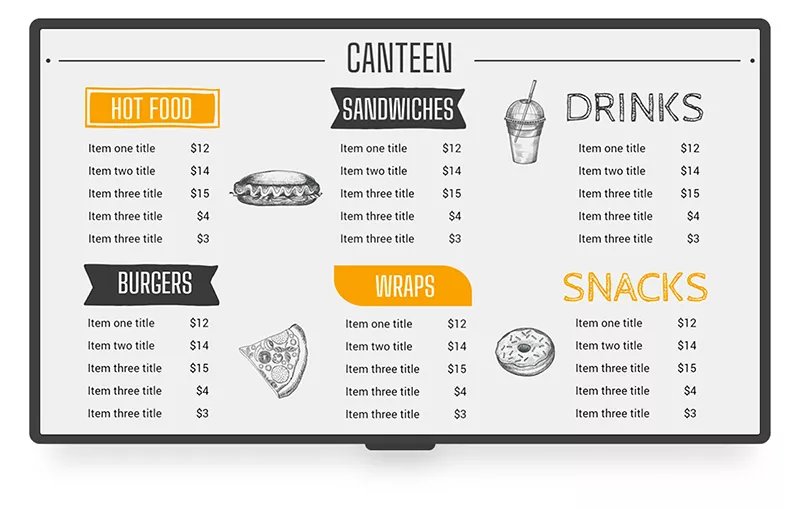 CANTEEN
HOT FOOD
Item one title $12
Item two title $14
Item three title $15
Item three title $4
Item three title $3
SANDWICHES
Item one title $12
Item two title $14
Item three title $15
Item three title $4
Item three title $3
DRINKS
Item one title $12
Item two title $14
Item three title $15
Item three title $4
Item three title $3
BURGERS
Item one title $12
Item two title $14
Item three title $15
Item three title $4
Item three title $3
WRAPS
Item one title $12
Item two title $14
Item three title $15
Item three title $4
Item three title $3
SNACKS
Item one title $12
Item two title $14
Item three title $15
Item three title $4
Item three title $3